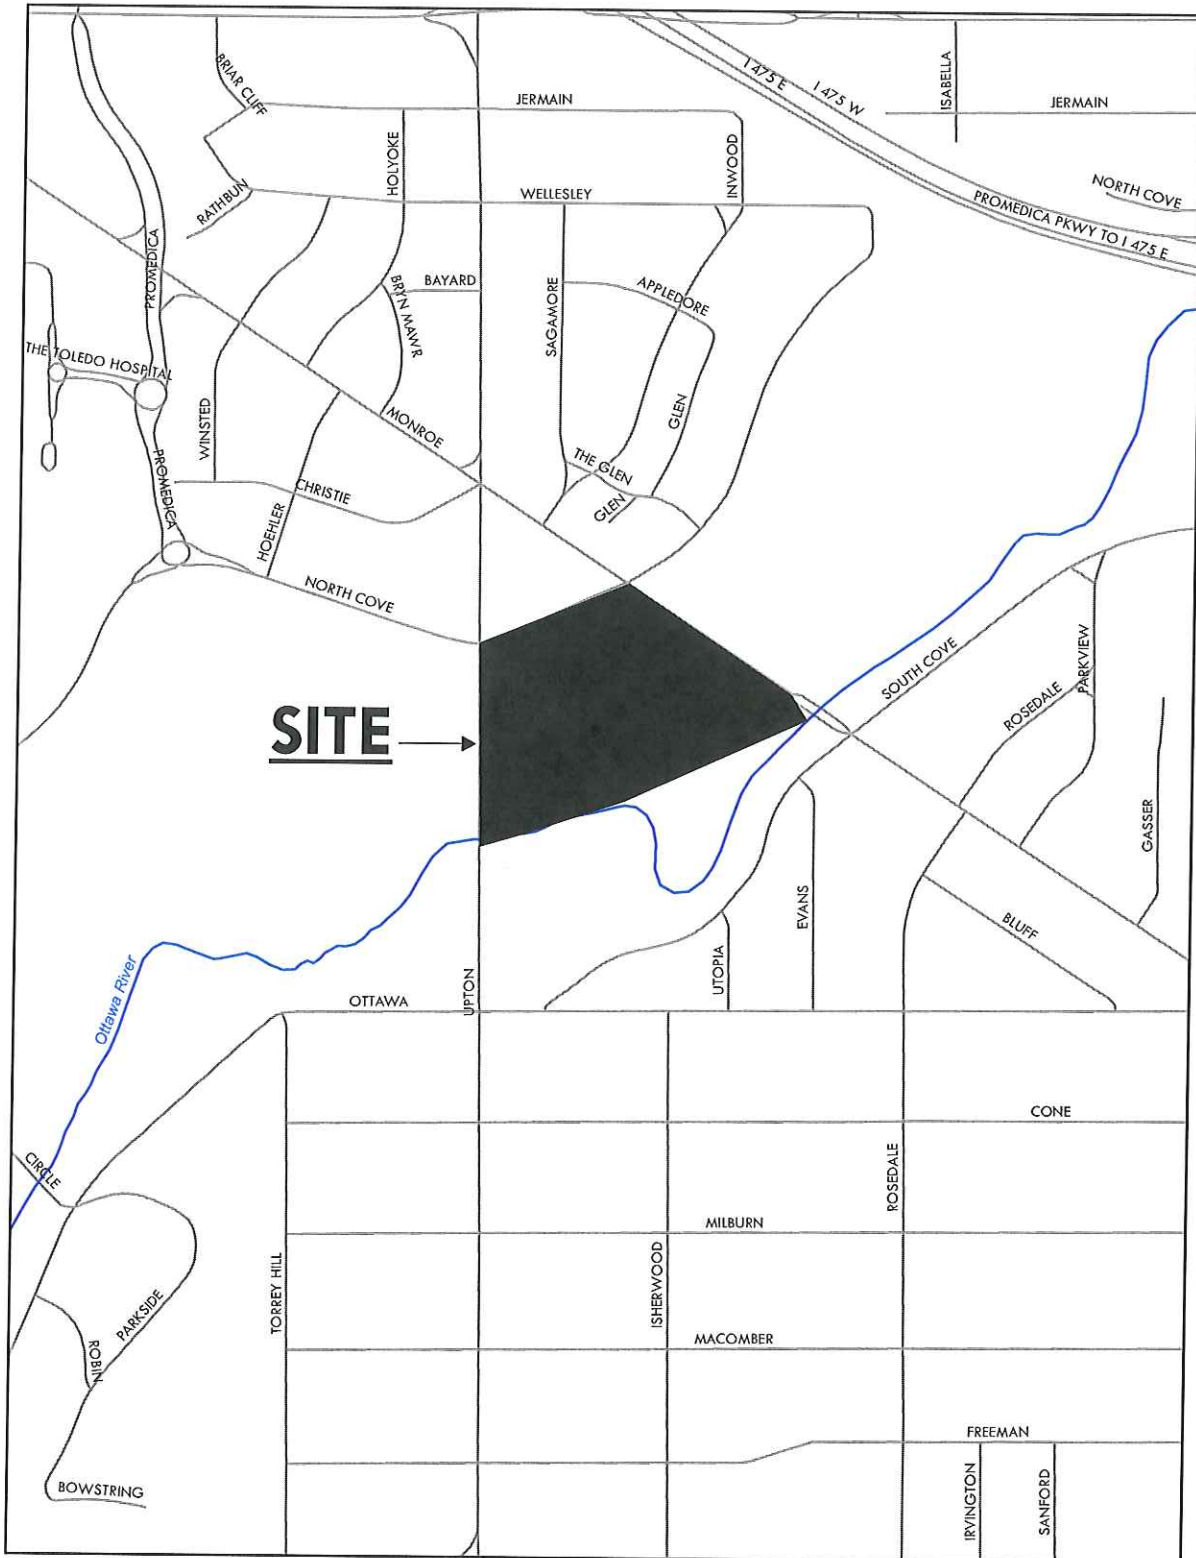 BRIAR CLIFF
JERMAIN
I 475 E
I 475 W
ISABELLA
JERMAIN
HOLYOKE
INWOOD
RATHBUN
WELLESLEY
NORTH COVE
PROMEDICA PKWY TO I 475 E
PROMEDICA
BRYN MAWR
BAYARD
SAGAMORE
APPLEDORE
THE TOLEDO HOSPITAL
WINSTED
MONROE
GLEN
THE GLEN
GLEN
PROMEDICA
CHRISTIE
HOEHLER
NORTH COVE
SOUTH COVE
PARKVIEW
ROSEDALE
SITE
GASSER
EVANS
BLUFF
UTOPIA
Ottawa River
OTTAWA
UPTON
CONE
CIRCLE
ROSEDALE
MILBURN
TORREY HILL
ISHERWOOD
PARKSIDE
ROBIN
MACOMBER
FREEMAN
BOWSTRING
IRVINGTON
SANFORD